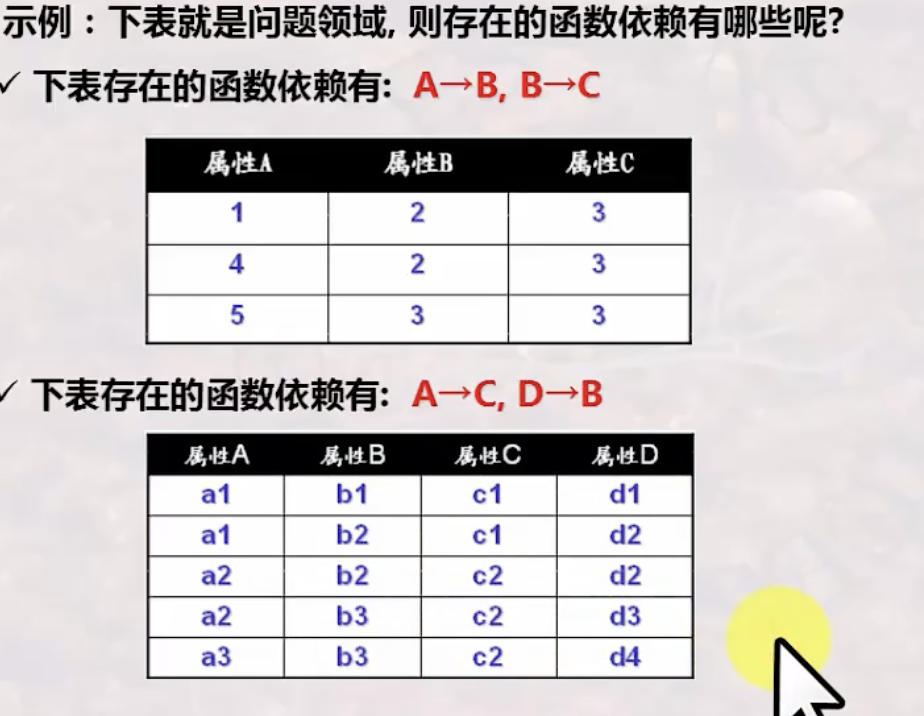 示例：下表就是问题领域, 则存在的函数依赖有哪些呢?
✓ 下表存在的函数依赖有: A→B, B→C
属性A 属性B 属性C
1 2 3
4 2 3
5 3 3
✓ 下表存在的函数依赖有: A→C, D→B
属性A 属性B 属性C 属性D
a1 b1 c1 d1
a1 b2 c1 d2
a2 b2 c2 d2
a2 b3 c2 d3
a3 b3 c2 d4